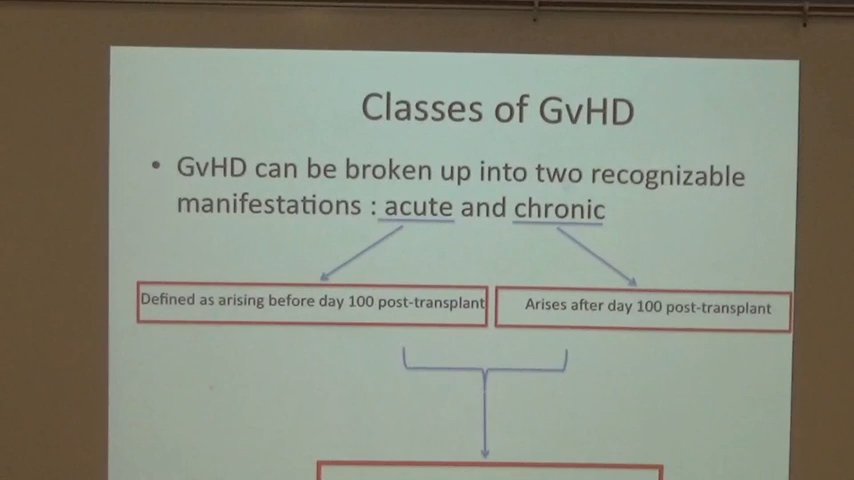 Classes of GvHD
• GvHD can be broken up into two recognizable
manifestations : acute and chronic
Defined as arising before day 100 post-transplant
Arises after day 100 post-transplant